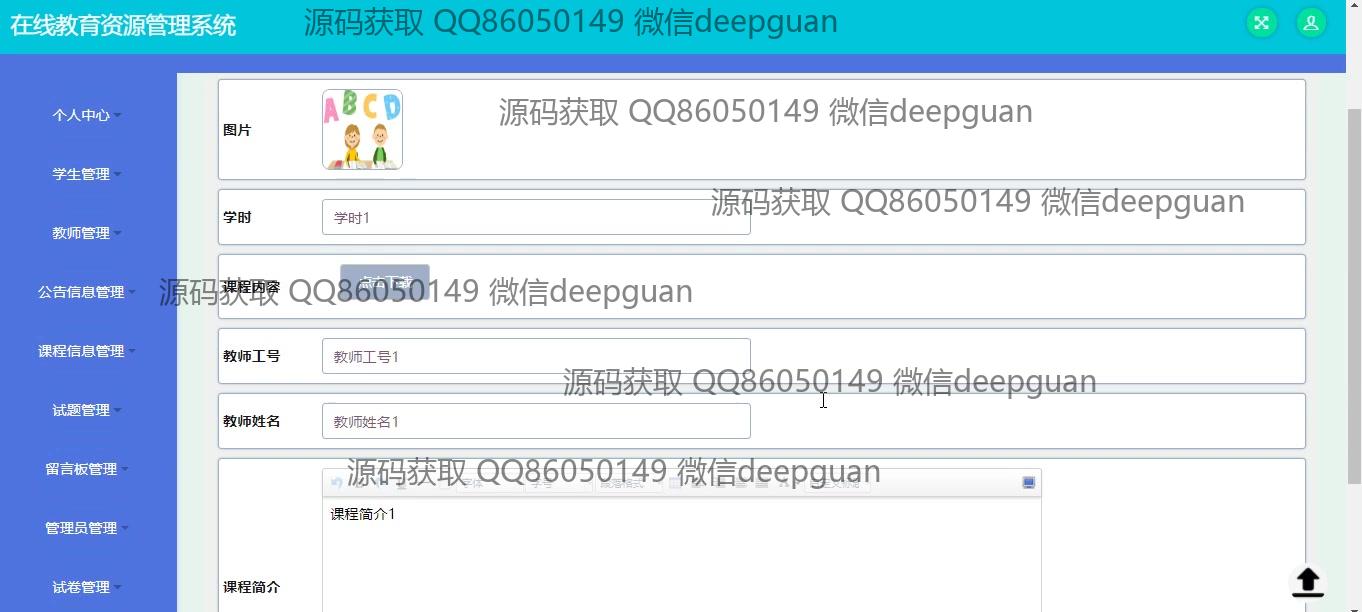 在线教育资源管理系统
源码获取 QQ86050149 微信deepguan
个人中心
学生管理
教师管理
公告信息管理
课程信息管理
试题管理
留言板管理
管理员管理
试卷管理
图片
ABCD
源码获取 QQ86050149 微信deepguan
学时
学时1
源码获取 QQ86050149 微信deepguan
课程内容
点击下载
源码获取 QQ86050149 微信deepguan
教师工号
教师工号1
源码获取 QQ86050149 微信deepguan
教师姓名
教师姓名1
源码获取 QQ86050149 微信deepguan
字体
字号
段落格式
自定义标题
课程简介
课程简介1